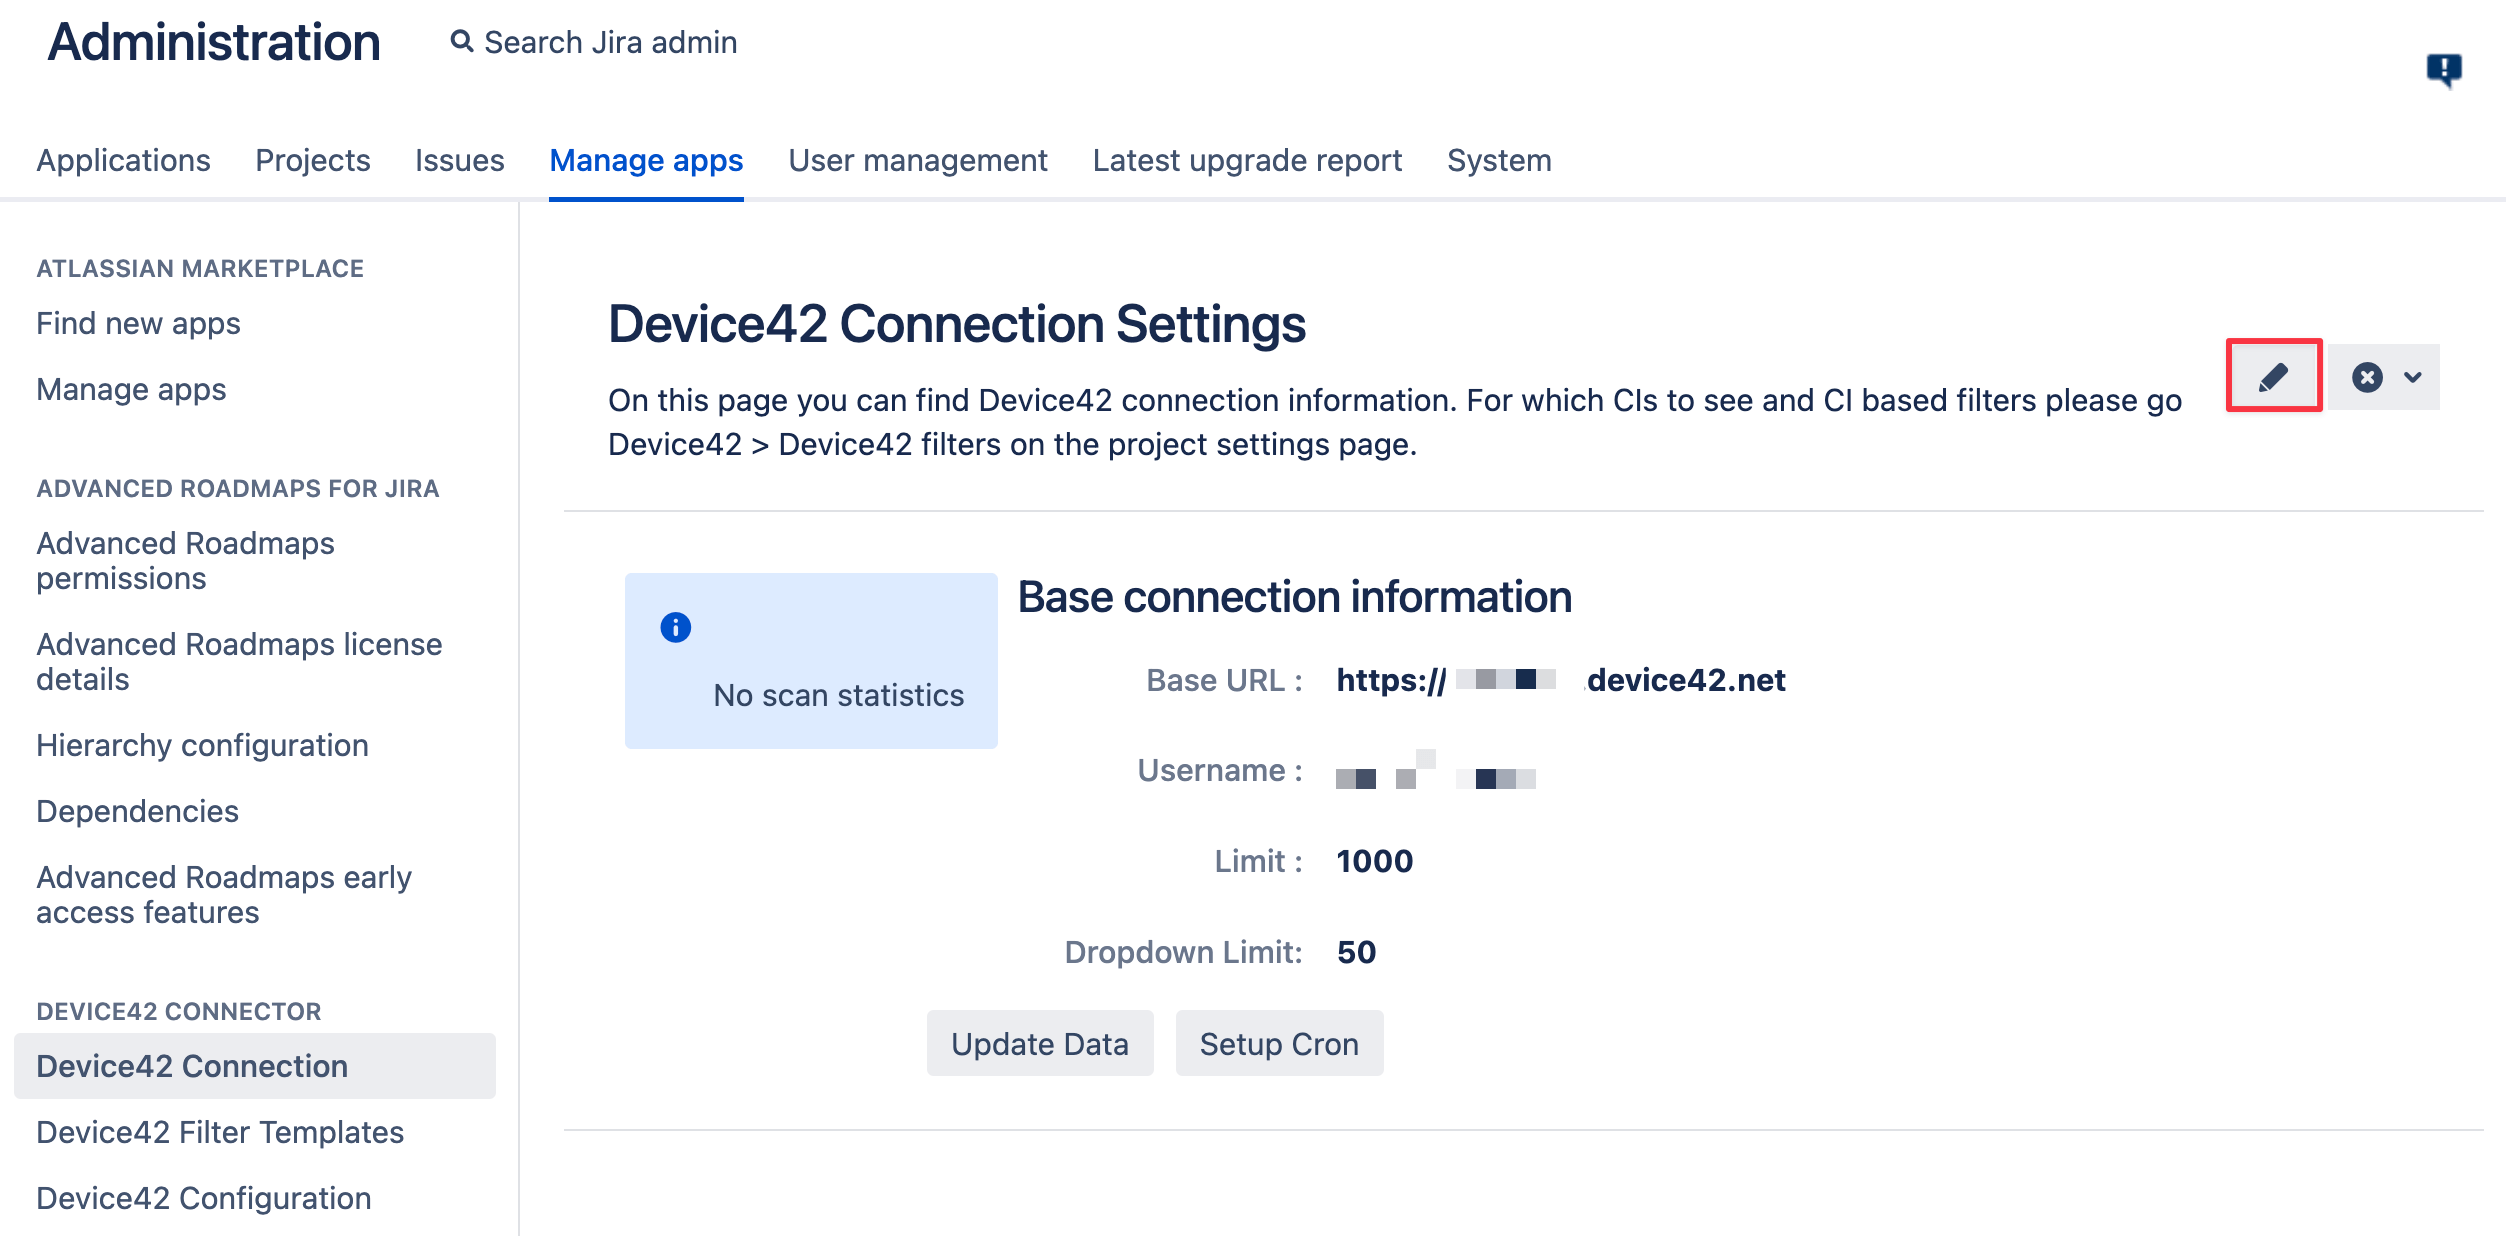 Administration
Search Jira admin
Applications Projects Issues Manage apps User management Latest upgrade report System
ATLASSIAN MARKETPLACE
Find new apps
Manage apps
ADVANCED ROADMAPS FOR JIRA
Advanced Roadmaps
permissions
Advanced Roadmaps license
details
Hierarchy configuration
Dependencies
Advanced Roadmaps early
access features
DEVICE42 CONNECTOR
Device42 Connection
Device42 Filter Templates
Device42 Configuration
Device42 Connection Settings
On this page you can find Device42 connection information. For which CIs to see and CI based filters please go
Device42 > Device42 filters on the project settings page.
No scan statistics
Base connection information
Base URL : https:// .device42.net
Username :
Limit : 1000
Dropdown Limit: 50
Update Data Setup Cron